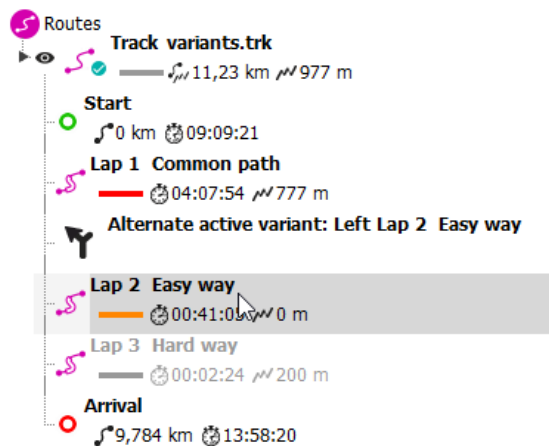 Routes
Track variants.trk
11,23 km 977 m
Start
0 km 09:09:21
Lap 1 Common path
04:07:54 777 m
Alternate active variant: Left Lap 2 Easy way
Lap 2 Easy way
0 m
Lap 3 Hard way
00:02:24 200 m
Arrival
9,784 km 13:58:20